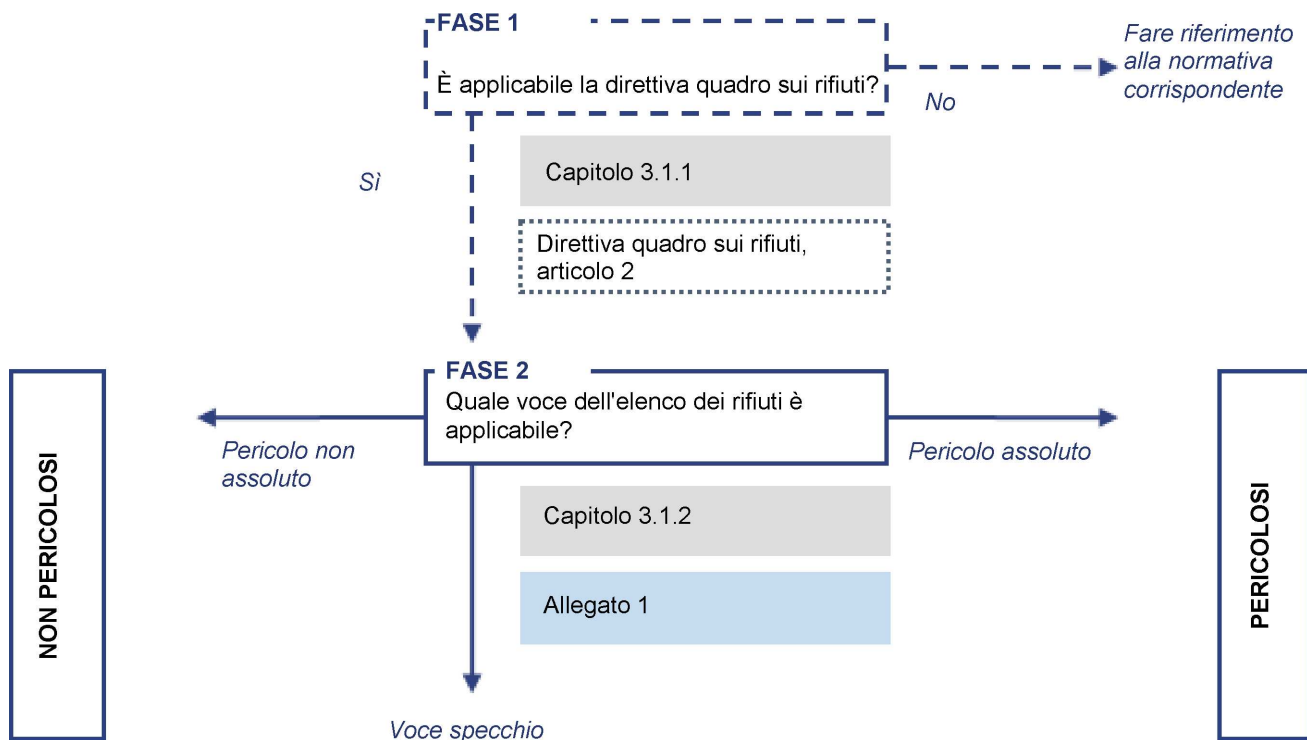 FASE 1
È applicabile la direttiva quadro sui rifiuti?
Fare riferimento
alla normativa
corrispondente
No
Sì
Capitolo 3.1.1
Direttiva quadro sui rifiuti,
articolo 2
FASE 2
Quale voce dell'elenco dei rifiuti è
applicabile?
Pericolo non
assoluto
Pericolo assoluto
NON PERICOLOSI
PERICOLOSI
Capitolo 3.1.2
Allegato 1
Voce specchio